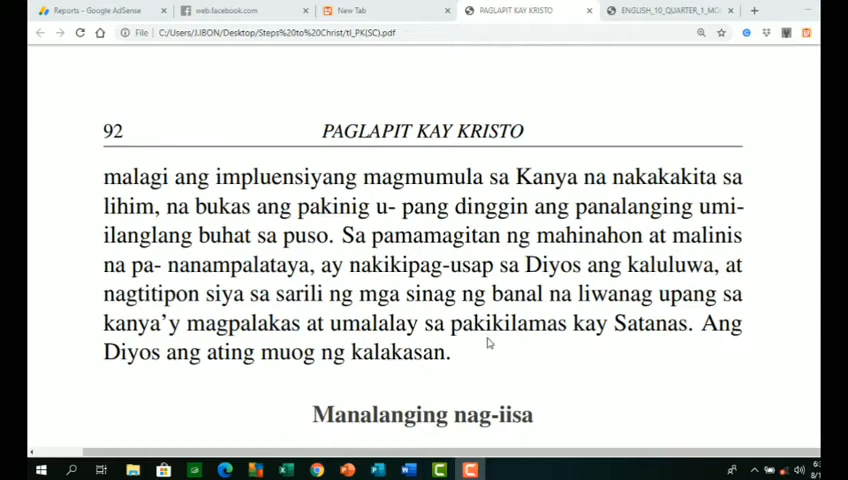 Reports - Google AdSense
web.facebook.com
New Tab
PAGLAPIT KAY KRISTO
ENGLISH_10_QUARTER_1_MO
File
C:/Users/J.IBON/Desktop/Steps%20to%20Christ/tl_PK(SC).pdf
92
PAGLAPIT KAY KRISTO
malagi ang impluensiyang magmumula sa Kanya na nakakakita sa
lihim, na bukas ang pakinig u- pang dinggin ang panalanging umi-
ilanglang buhat sa puso. Sa pamamagitan ng mahinahon at malinis
na pa- nanampalataya, ay nakikipag-usap sa Diyos ang kaluluwa, at
nagtitipon siya sa sarili ng mga sinag ng banal na liwanag upang sa
kanya'y magpalakas at umalalay sa pakikilamas kay Satanas. Ang
Diyos ang ating muog ng kalakasan.
Manalanging nag-iisa